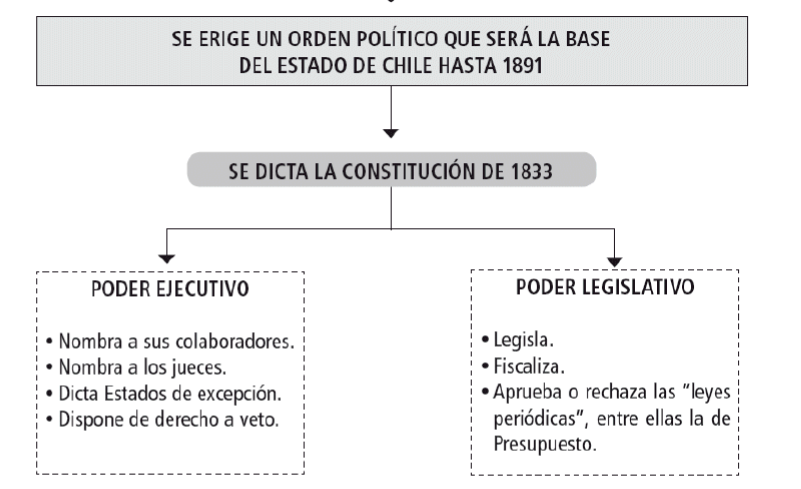 SE ERIGE UN ORDEN POLÍTICO QUE SERÁ LA BASE
DEL ESTADO DE CHILE HASTA 1891
SE DICTA LA CONSTITUCIÓN DE 1833
PODER EJECUTIVO
• Nombra a sus colaboradores.
• Nombra a los jueces.
• Dicta Estados de excepción.
• Dispone de derecho a veto.
PODER LEGISLATIVO
• Legisla.
• Fiscaliza.
• Aprueba o rechaza las “leyes
periódicas”, entre ellas la de
Presupuesto.